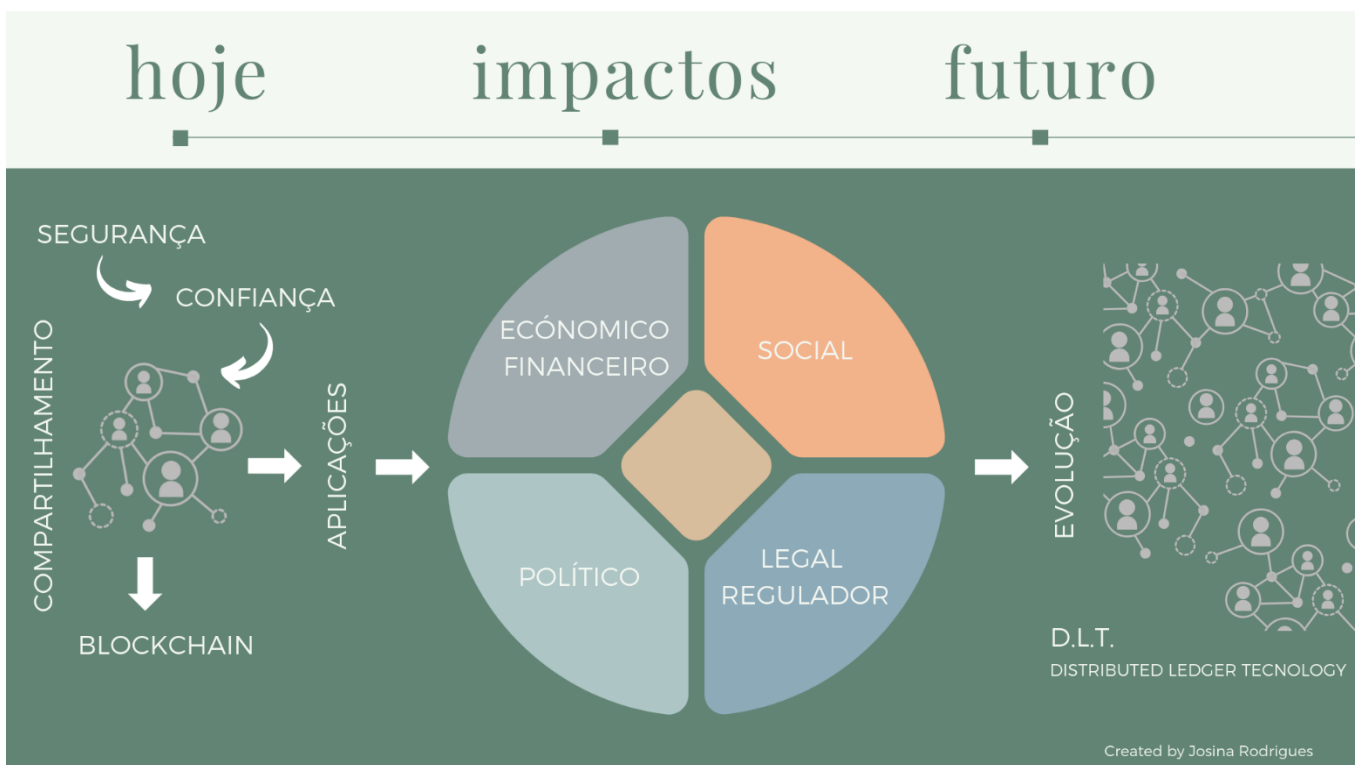 hoje
impactos
futuro
SEGURANÇA
CONFIANÇA
COMPARTILHAMENTO
BLOCKCHAIN
APLICAÇÕES
ECÓNOMICO
FINANCEIRO
SOCIAL
POLÍTICO
LEGAL
REGULADOR
EVOLUÇÃO
D.L.T.
DISTRIBUTED LEDGER TECNOLOGY
Created by Josina Rodrigues